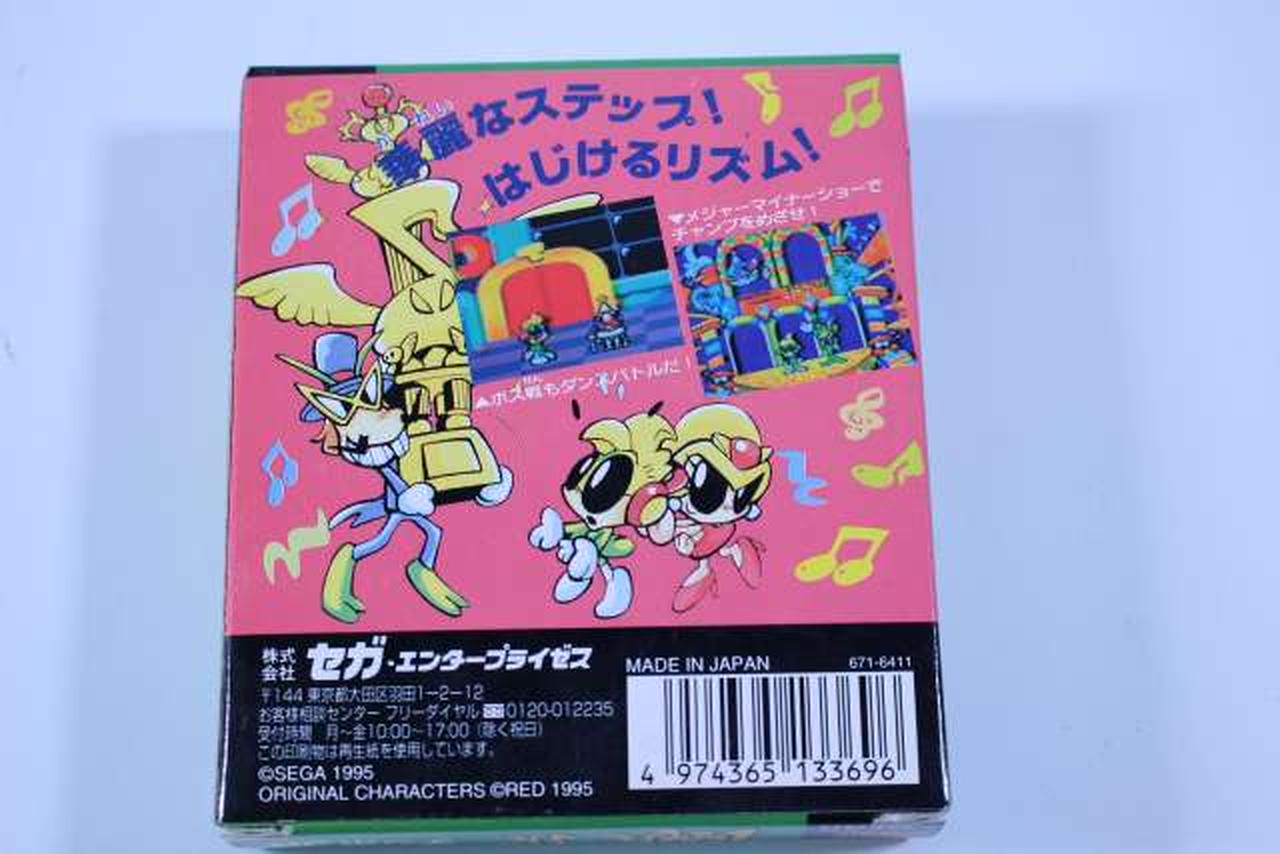 華麗なステップ!
はじけるリズム!
▼メジャーマイナーショーで
チャンプをめざせ!
▲ボス戦もダンスバトルだ!
株式会社 セガ・エンタープライゼス
〒144 東京都大田区羽田1-2-12
お客様相談センター フリーダイヤル 0120-012235
受付時間 月~金10:00~17:00 (除く祝日)
この印刷物は再生紙を使用しています。
©SEGA 1995
ORIGINAL CHARACTERS ©RED 1995
MADE IN JAPAN 671-6411
4 974365 133696